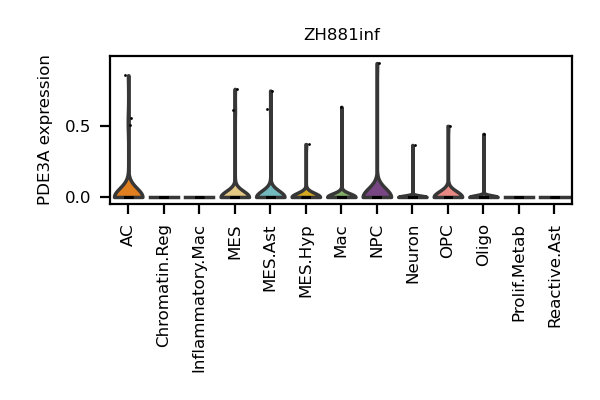 ZH881inf
PDE3A expression
0.5
0.0
AC
Chromatin.Reg
Inflammatory.Mac
MES
MES.Ast
MES.Hyp
Mac
NPC
Neuron
OPC
Oligo
Prolif.Metab
Reactive.Ast